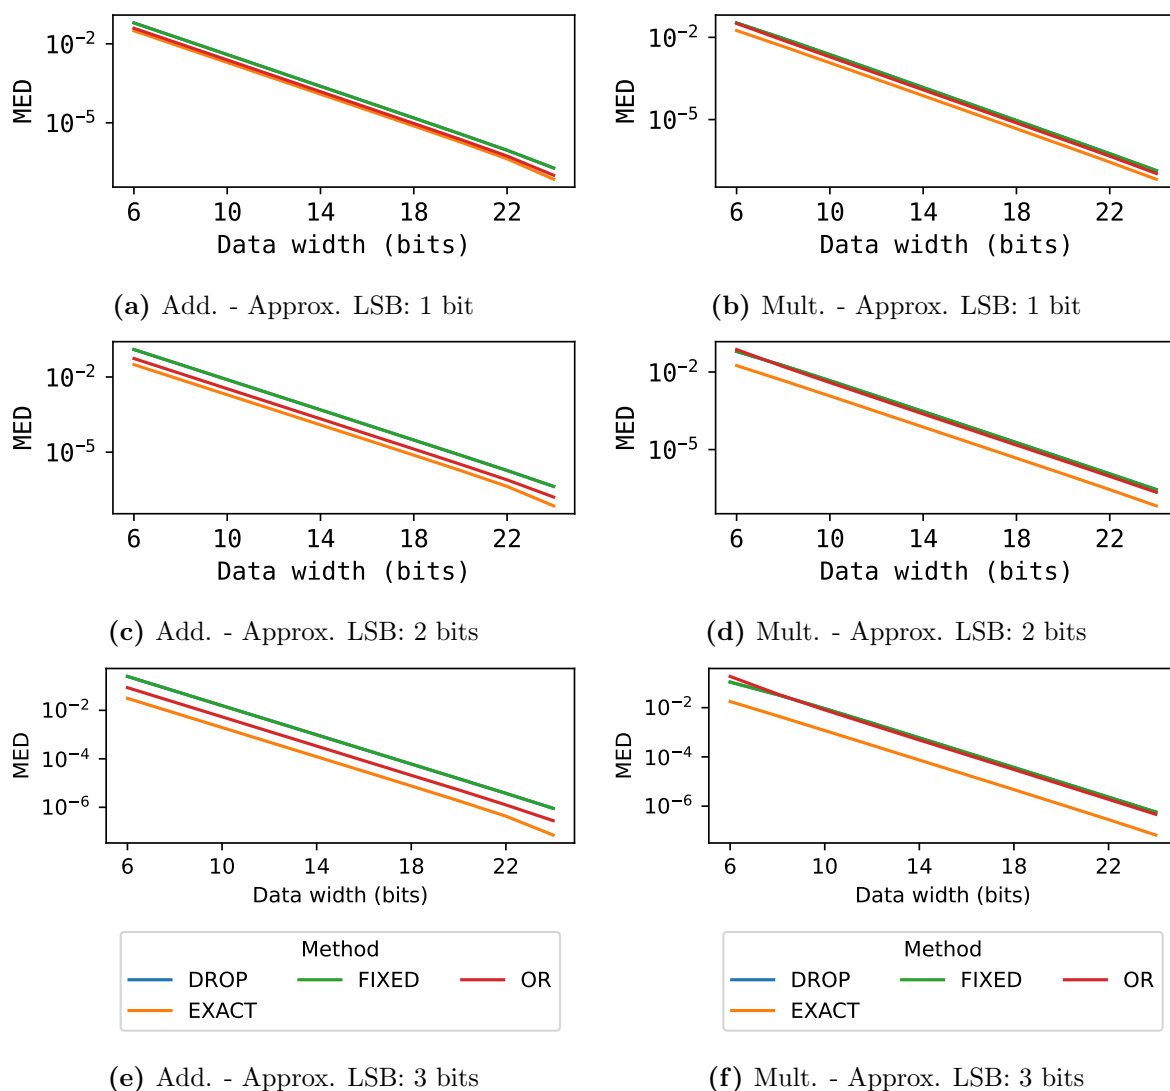 MED
10⁻²
10⁻⁵
6 10 14 18 22
Data width (bits)
(a) Add. - Approx. LSB: 1 bit
MED
10⁻²
10⁻⁵
6 10 14 18 22
Data width (bits)
(b) Mult. - Approx. LSB: 1 bit
MED
10⁻²
10⁻⁵
6 10 14 18 22
Data width (bits)
(c) Add. - Approx. LSB: 2 bits
MED
10⁻²
10⁻⁵
6 10 14 18 22
Data width (bits)
(d) Mult. - Approx. LSB: 2 bits
MED
10⁻²
10⁻⁴
10⁻⁶
6 10 14 18 22
Data width (bits)
Method
DROP FIXED OR
EXACT
(e) Add. - Approx. LSB: 3 bits
MED
10⁻²
10⁻⁴
10⁻⁶
6 10 14 18 22
Data width (bits)
Method
DROP FIXED OR
EXACT
(f) Mult. - Approx. LSB: 3 bits